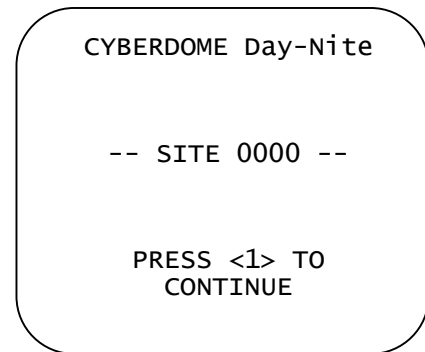 CYBERDOME Day-Nite
-- SITE 0000 --
PRESS <1> TO
CONTINUE